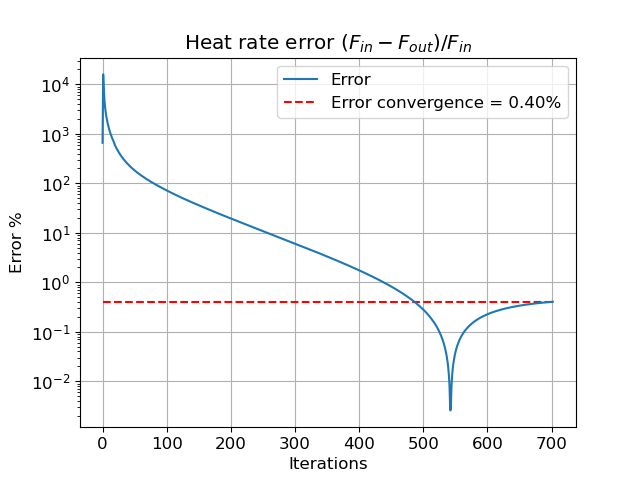 Heat rate error (F_in − F_out)/F_in
Error
Error convergence = 0.40%
Error %
10^4
10^3
10^2
10^1
10^0
10^−1
10^−2
0 100 200 300 400 500 600 700
Iterations